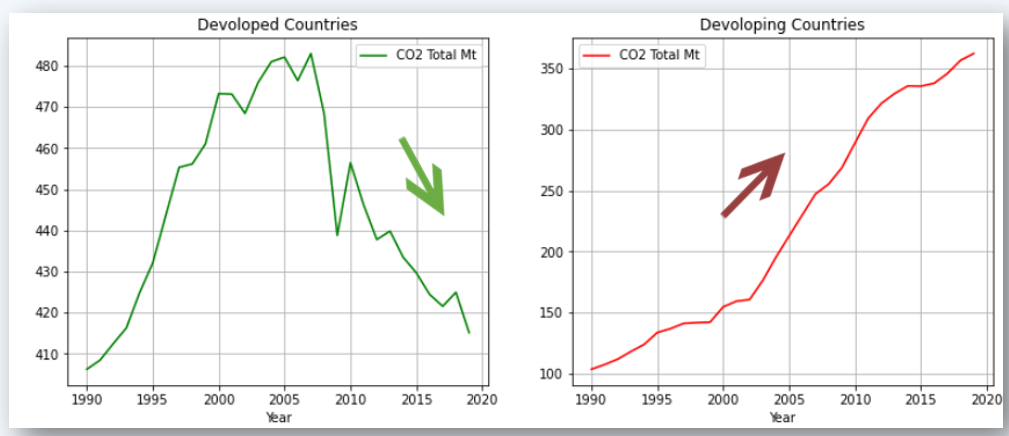 Devoloped Countries
CO2 Total Mt
480
470
460
450
440
430
420
410
1990 1995 2000 2005 2010 2015 2020
Year
Devoloping Countries
CO2 Total Mt
350
300
250
200
150
100
1990 1995 2000 2005 2010 2015 2020
Year